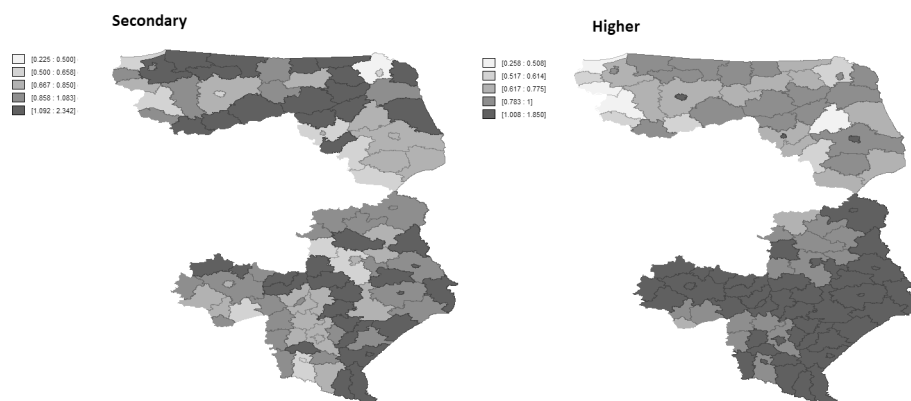 Secondary
[0.225 : 0.500]
[0.500 : 0.658]
[0.667 : 0.850]
[0.858 : 1.083]
[1.092 : 2.342]
Higher
[0.258 : 0.508]
[0.517 : 0.614]
[0.617 : 0.775]
[0.783 : 1]
[1.008 : 1.850]